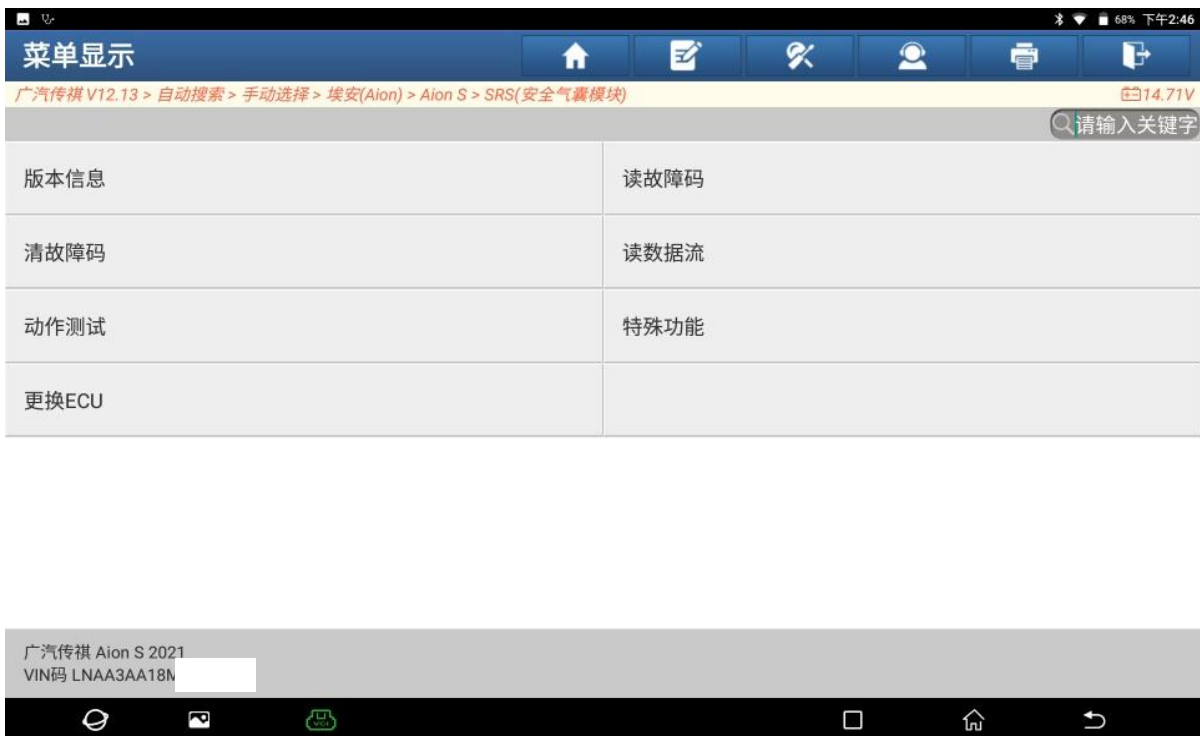 68% 下午2:46
菜单显示
广汽传祺 V12.13 > 自动搜索 > 手动选择 > 埃安(Aion) > Aion S > SRS(安全气囊模块) 14.71V
请输入关键字
版本信息 读故障码
清故障码 读数据流
动作测试 特殊功能
更换ECU
广汽传祺 Aion S 2021
VIN码 LNAA3AA18M
VCI